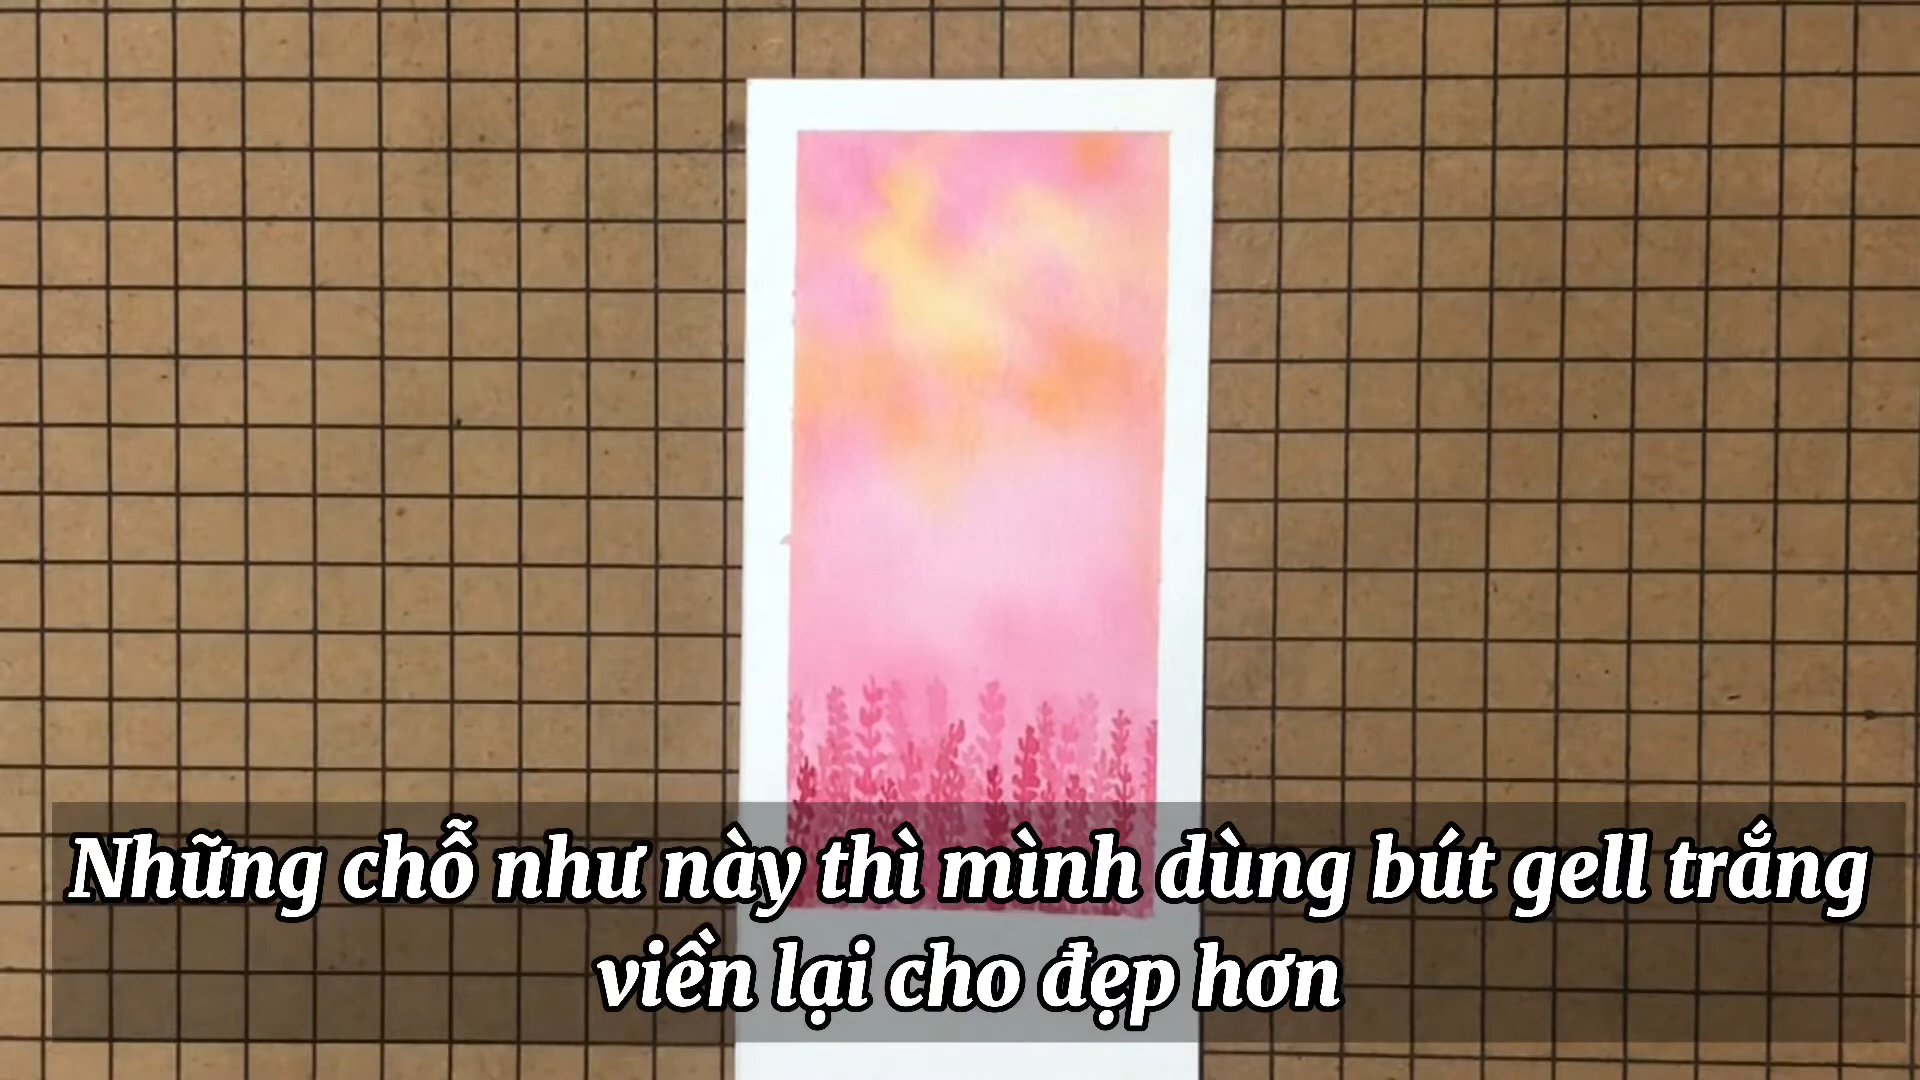 Những chỗ như này thì mình dùng bút gell trắng
viền lại cho đẹp hơn